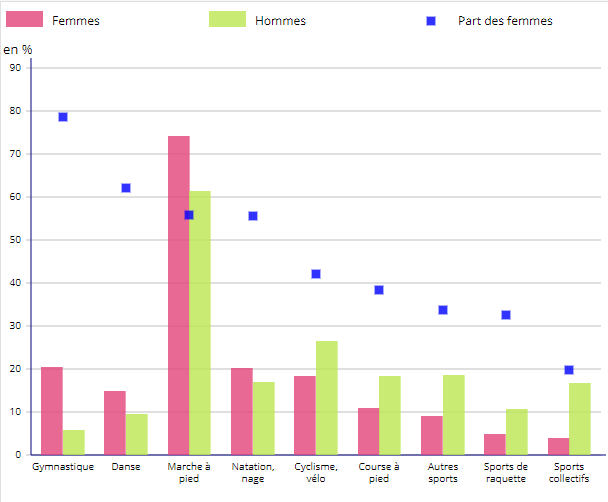 Femmes
Hommes
Part des femmes
en %
90
80
70
60
50
40
30
20
10
0
Gymnastique
Danse
Marche à
pied
Natation,
nage
Cyclisme,
vélo
Course à
pied
Autres
sports
Sports de
raquette
Sports
collectifs